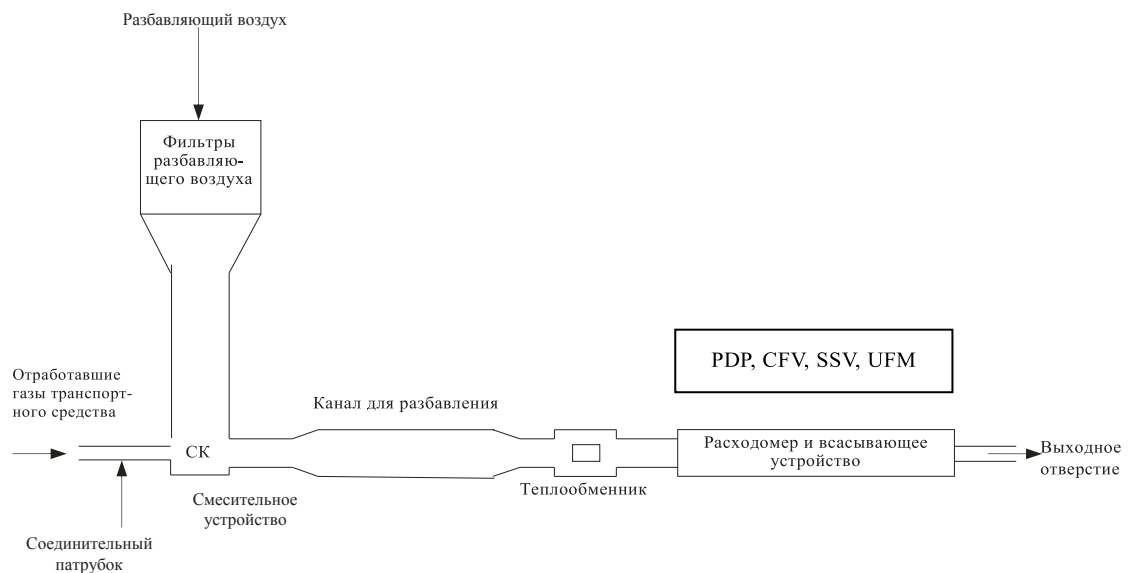 Разбавляющий воздух
Фильтры
разбавляю-
щего воздуха
PDP, CFV, SSV, UFM
Отработавшие
газы транспорт-
ного средства
Канал для разбавления
СК
Расходомер и всасывающее
устройство
Выходное
отверстие
Теплообменник
Смесительное
устройство
Соединительный
патрубок